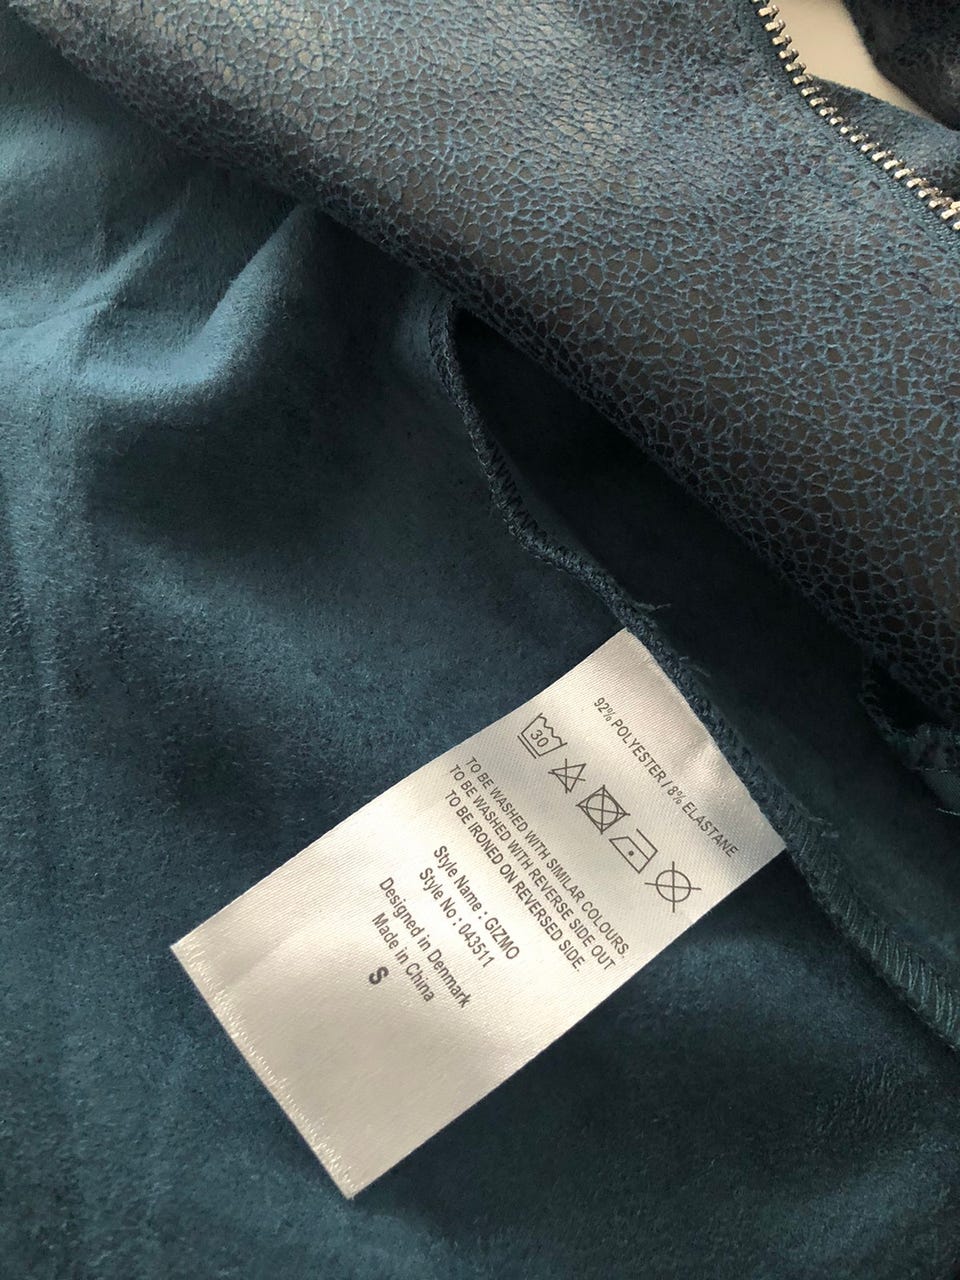 92% POLYESTER / 8% ELASTANE
30
TO BE WASHED WITH SIMILAR COLOURS.
TO BE WASHED WITH REVERSE SIDE OUT
TO BE IRONED ON REVERSED SIDE.
Style Name : GIZMO
Style No : 043511
Designed in Denmark
Made in China
S